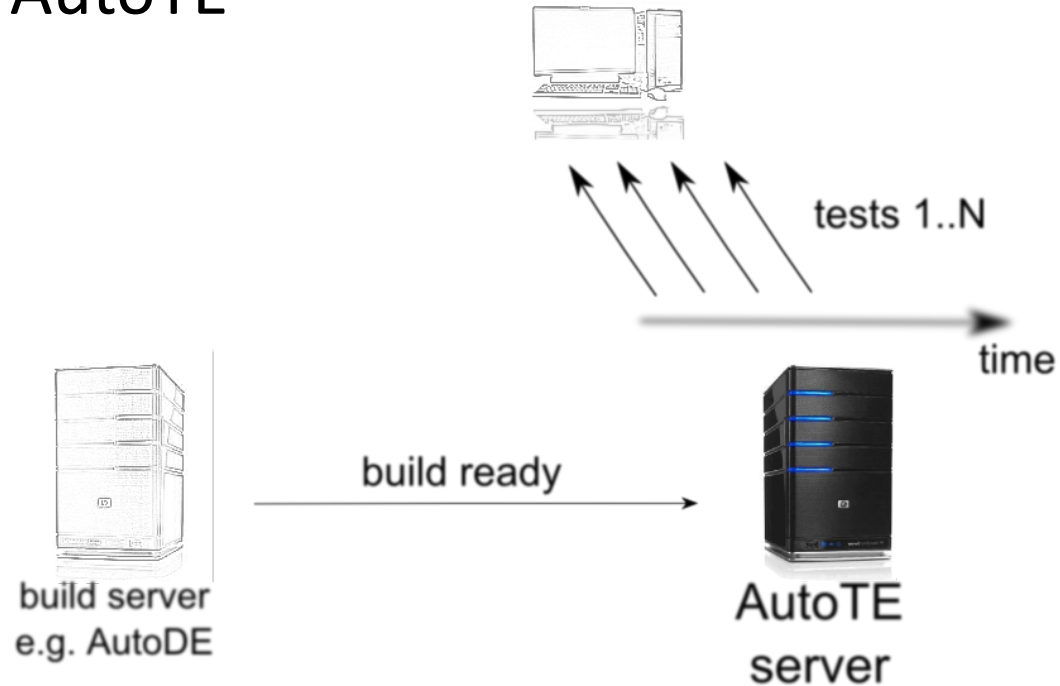 AutoTE
tests 1..N
time
build ready
build server
e.g. AutoDE
AutoTE
server